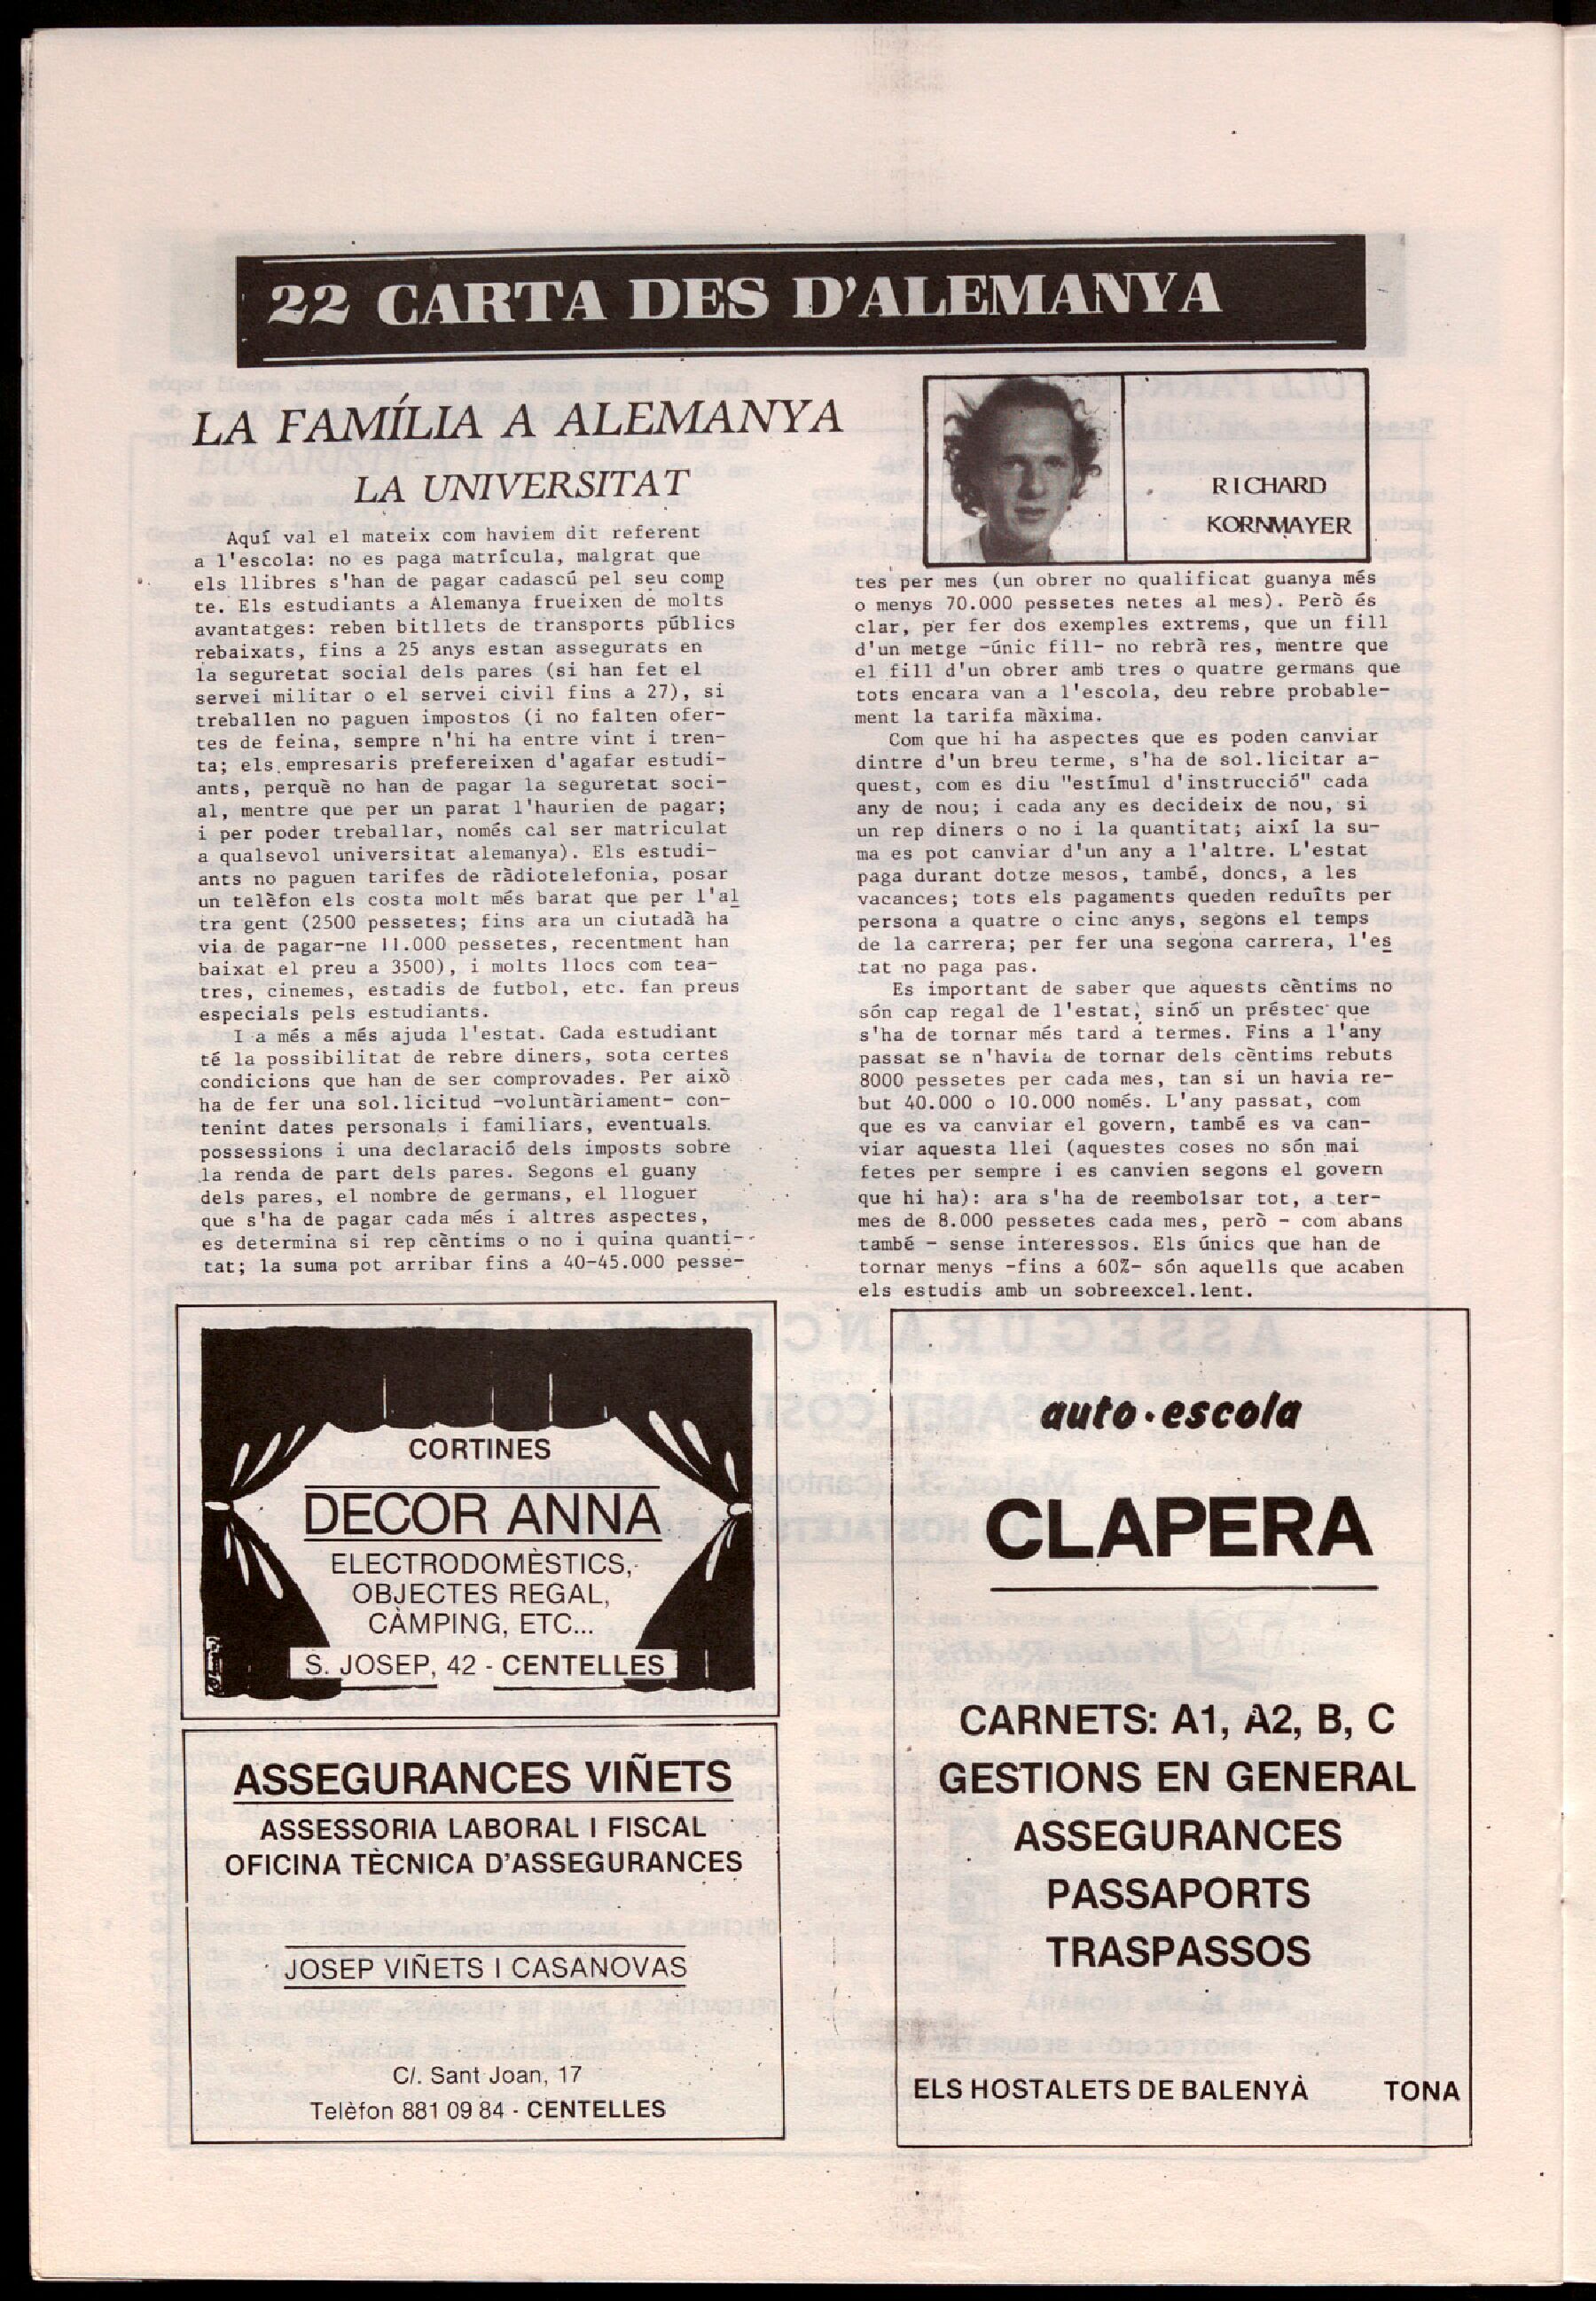 22 CARTA DES D'ALEMANYA
LA FAMÍLIA A ALEMANYA
LA UNIVERSITAT
RICHARD
KORNMAYER
Aquí val el mateix com haviem dit referent
a l'escola: no es paga matrícula, malgrat que
els llibres s'han de pagar cadascú pel seu comp
te. Els estudiants a Alemanya frueixen de molts
avantatges: reben bitllets de transports públics
rebaixats, fins a 25 anys estan assegurats en
la seguretat social dels pares (si han fet el
servei militar o el servei civil fins a 27), si
treballen no paguen impostos (i no falten ofer-
tes de feina, sempre n'hi ha entre vint i tren-
ta; els empresaris prefereixen d'agafar estudi-
ants, perquè no han de pagar la seguretat soci-
al, mentre que per un parat l'haurien de pagar;
i per poder treballar, només cal ser matriculat
a qualsevol universitat alemanya). Els estudi-
ants no paguen tarifes de ràdiotelefonia, posar
un telèfon els costa molt més barat que per l'al
tra gent (2500 pessetes; fins ara un ciutadà ha
via de pagar-ne 11.000 pessetes, recentment han
baixat el preu a 3500), i molts llocs com tea-
tres, cinemes, estadis de futbol, etc. fan preus
especials pels estudiants.
I a més a més ajuda l'estat. Cada estudiant
té la possibilitat de rebre diners, sota certes
condicions que han de ser comprovades. Per això
ha de fer una sol.licitud -voluntàriament- con-
tenint dates personals i familiars, eventuals
possessions i una declaració dels imposts sobre
la renda de part dels pares. Segons el guany
dels pares, el nombre de germans, el lloguer
que s'ha de pagar cada més i altres aspectes,
es determina si rep cèntims o no i quina quanti-
tat; la suma pot arribar fins a 40-45.000 pesse-
tes per mes (un obrer no qualificat guanya més
o menys 70.000 pessetes netes al mes). Però és
clar, per fer dos exemples extrems, que un fill
d'un metge -únic fill- no rebrà res, mentre que
el fill d'un obrer amb tres o quatre germans que
tots encara van a l'escola, deu rebre probable-
ment la tarifa màxima.
Com que hi ha aspectes que es poden canviar
dintre d'un breu terme, s'ha de sol.licitar a-
quest, com es diu "estímul d'instrucció" cada
any de nou; i cada any es decideix de nou, si
un rep diners o no i la quantitat; així la su-
ma es pot canviar d'un any a l'altre. L'estat
paga durant dotze mesos, també, doncs, a les
vacances; tots els pagaments queden reduîts per
persona a quatre o cinc anys, segons el temps
de la carrera; per fer una segona carrera, l'es
tat no paga pas.
Es important de saber que aquests cèntims no
són cap regal de l'estat, sinó un préstec que
s'ha de tornar més tard a termes. Fins a l'any
passat se n'havia de tornar dels cèntims rebuts
8000 pessetes per cada mes, tan si un havia re-
but 40.000 o 10.000 només. L'any passat, com
que es va canviar el govern, també es va can-
viar aquesta llei (aquestes coses no són mai
fetes per sempre i es canvien segons el govern
que hi ha): ara s'ha de reembolsar tot, a ter-
mes de 8.000 pessetes cada mes, però - com abans
també - sense interessos. Els únics que han de
tornar menys -fins a 60%- són aquells que acaben
els estudis amb un sobreexcel.lent.
CORTINES
DECOR ANNA
ELECTRODOMÈSTICS,
OBJECTES REGAL,
CÀMPING, ETC...
S. JOSEP, 42 - CENTELLES
ASSEGURANCES VIÑETS
ASSESSORIA LABORAL I FISCAL
OFICINA TÈCNICA D'ASSEGURANCES
JOSEP VIÑETS I CASANOVAS
C/. Sant Joan, 17
Telèfon 881 09 84 - CENTELLES
auto·escola
CLAPERA
CARNETS: A1, A2, B, C
GESTIONS EN GENERAL
ASSEGURANCES
PASSAPORTS
TRASPASSOS
ELS HOSTALETS DE BALENYÀ TONA